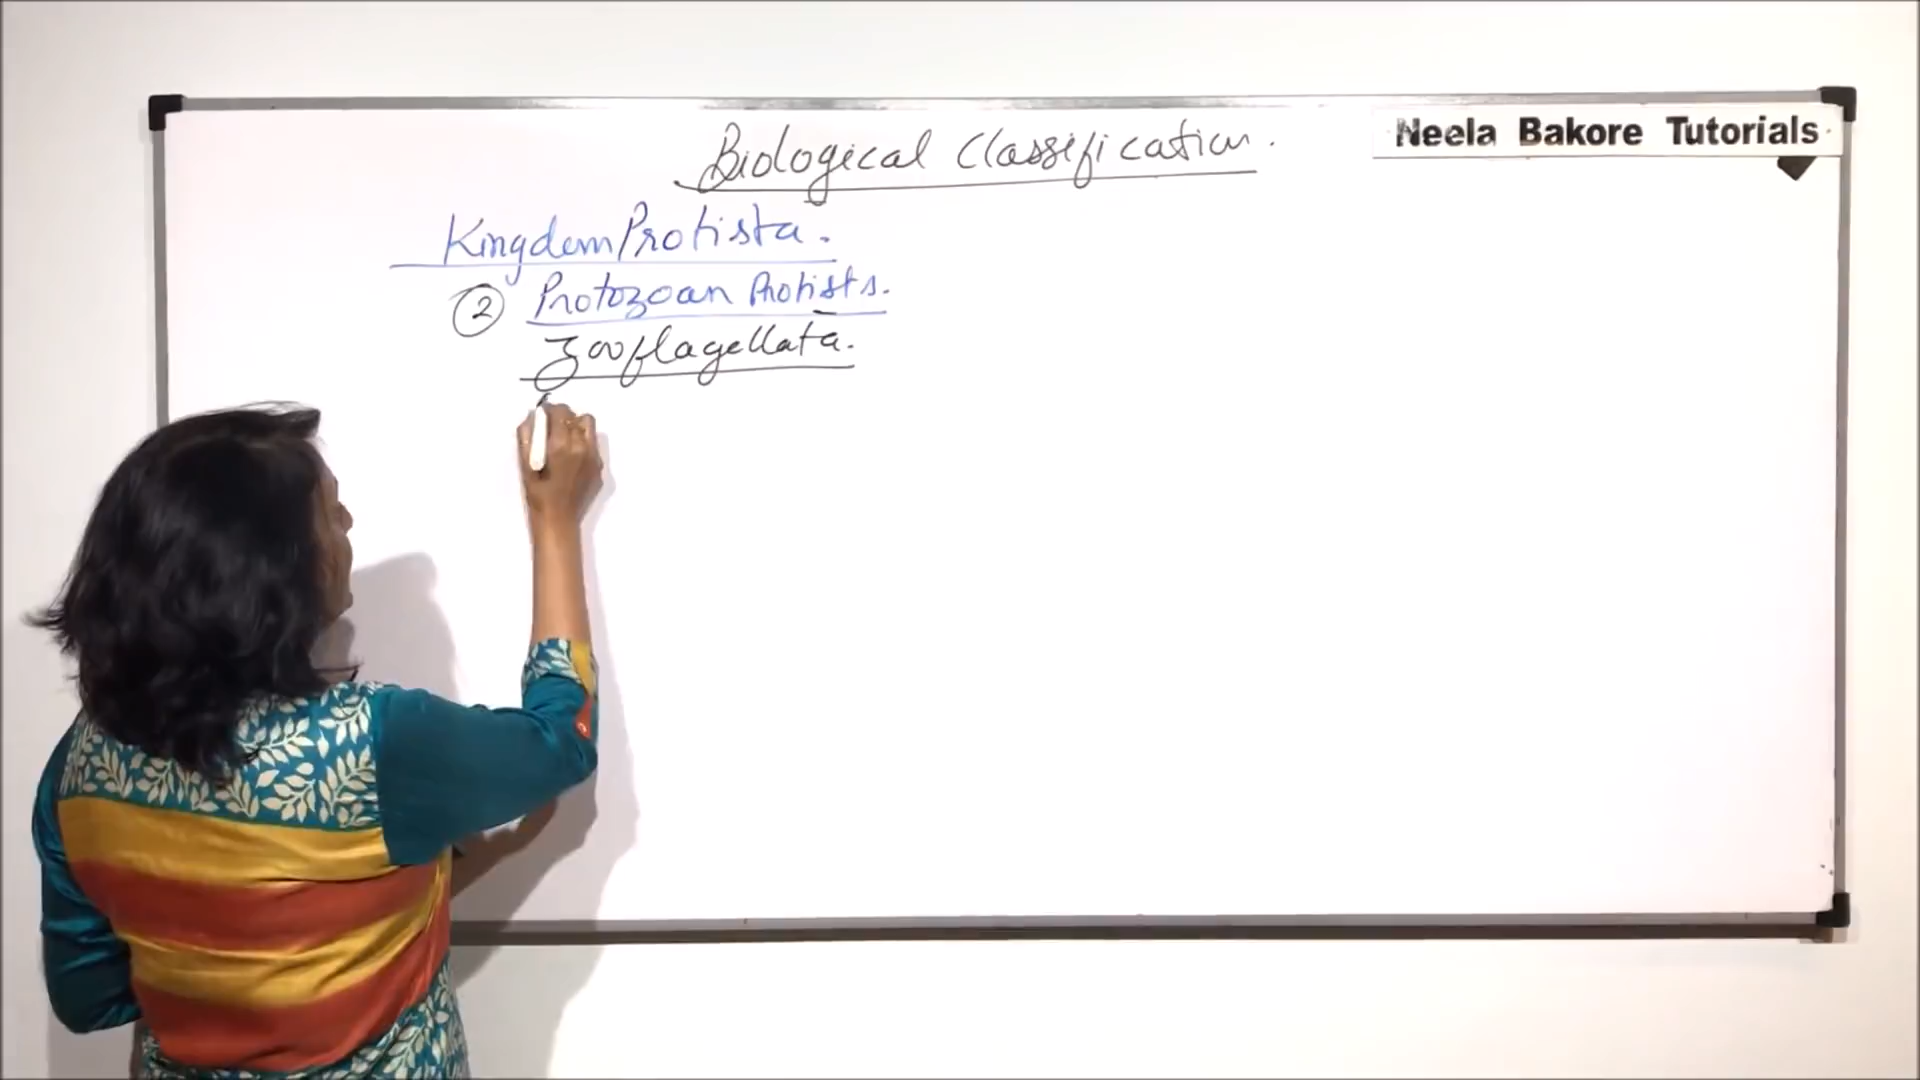 Biological Classification.
Neela Bakore Tutorials
Kingdom Protista.
2 Protozoan Protists.
Zooflagellata.